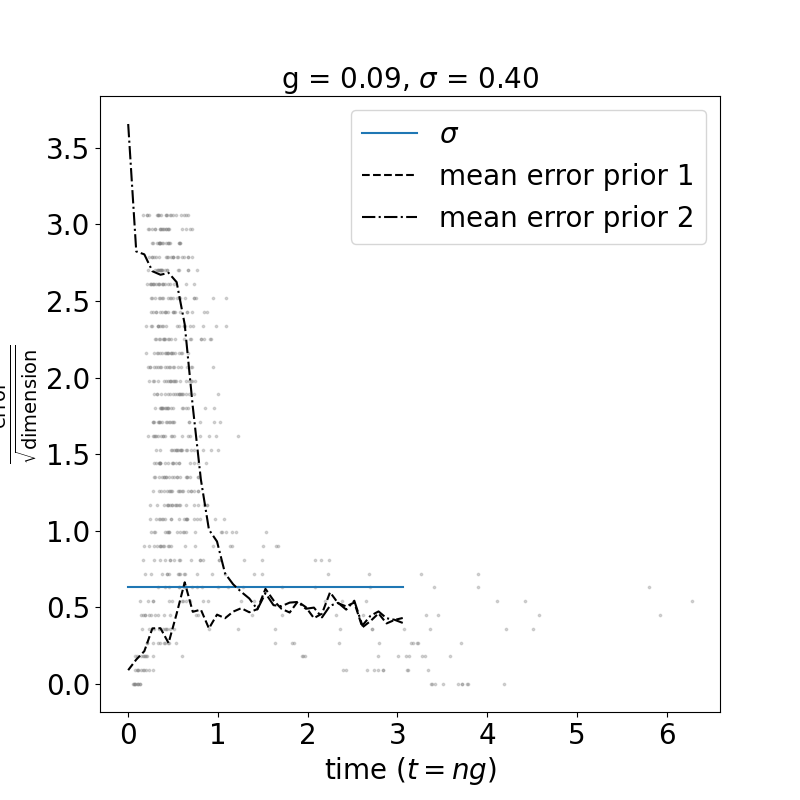 g = 0.09, σ = 0.40
σ
mean error prior 1
mean error prior 2
3.5
3.0
2.5
2.0
1.5
1.0
0.5
0.0
√dimension
0 1 2 3 4 5 6
time (t = ng)